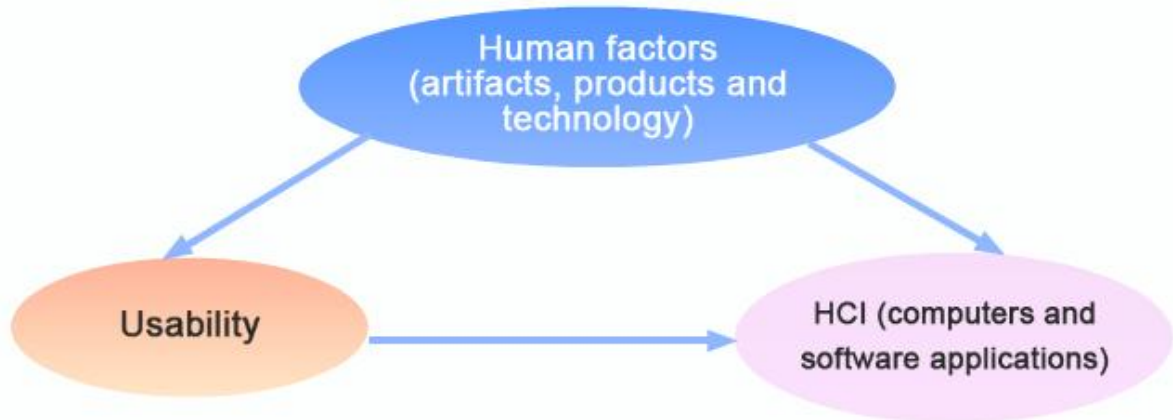 Human factors
(artifacts, products and
technology)
Usability
HCI (computers and
software applications)